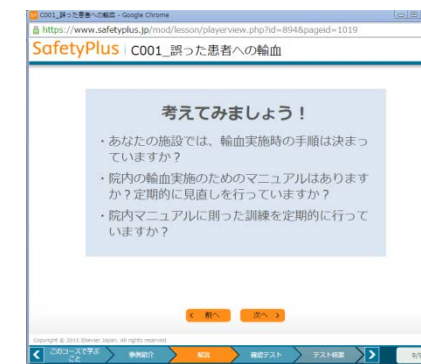 C001_誤った患者への輸血 - Google Chrome
https://www.safetyplus.jp/mod/lesson/playerview.php?id=894&pageid=1019
SafetyPlus | C001_誤った患者への輸血
考えてみましょう！
・あなたの施設では、輸血実施時の手順は決まっ
ていますか？
・院内の輸血実施のためのマニュアルはあります
か？定期的に見直しを行っていますか？
・院内マニュアルに則った訓練を定期的に行って
いますか？
< 前へ 次へ >
Copyright © 2015 Elsevier Japan. All rights reserved
このコースで学ぶ
こと
事例紹介 解説 確認テスト テスト結果 9/9